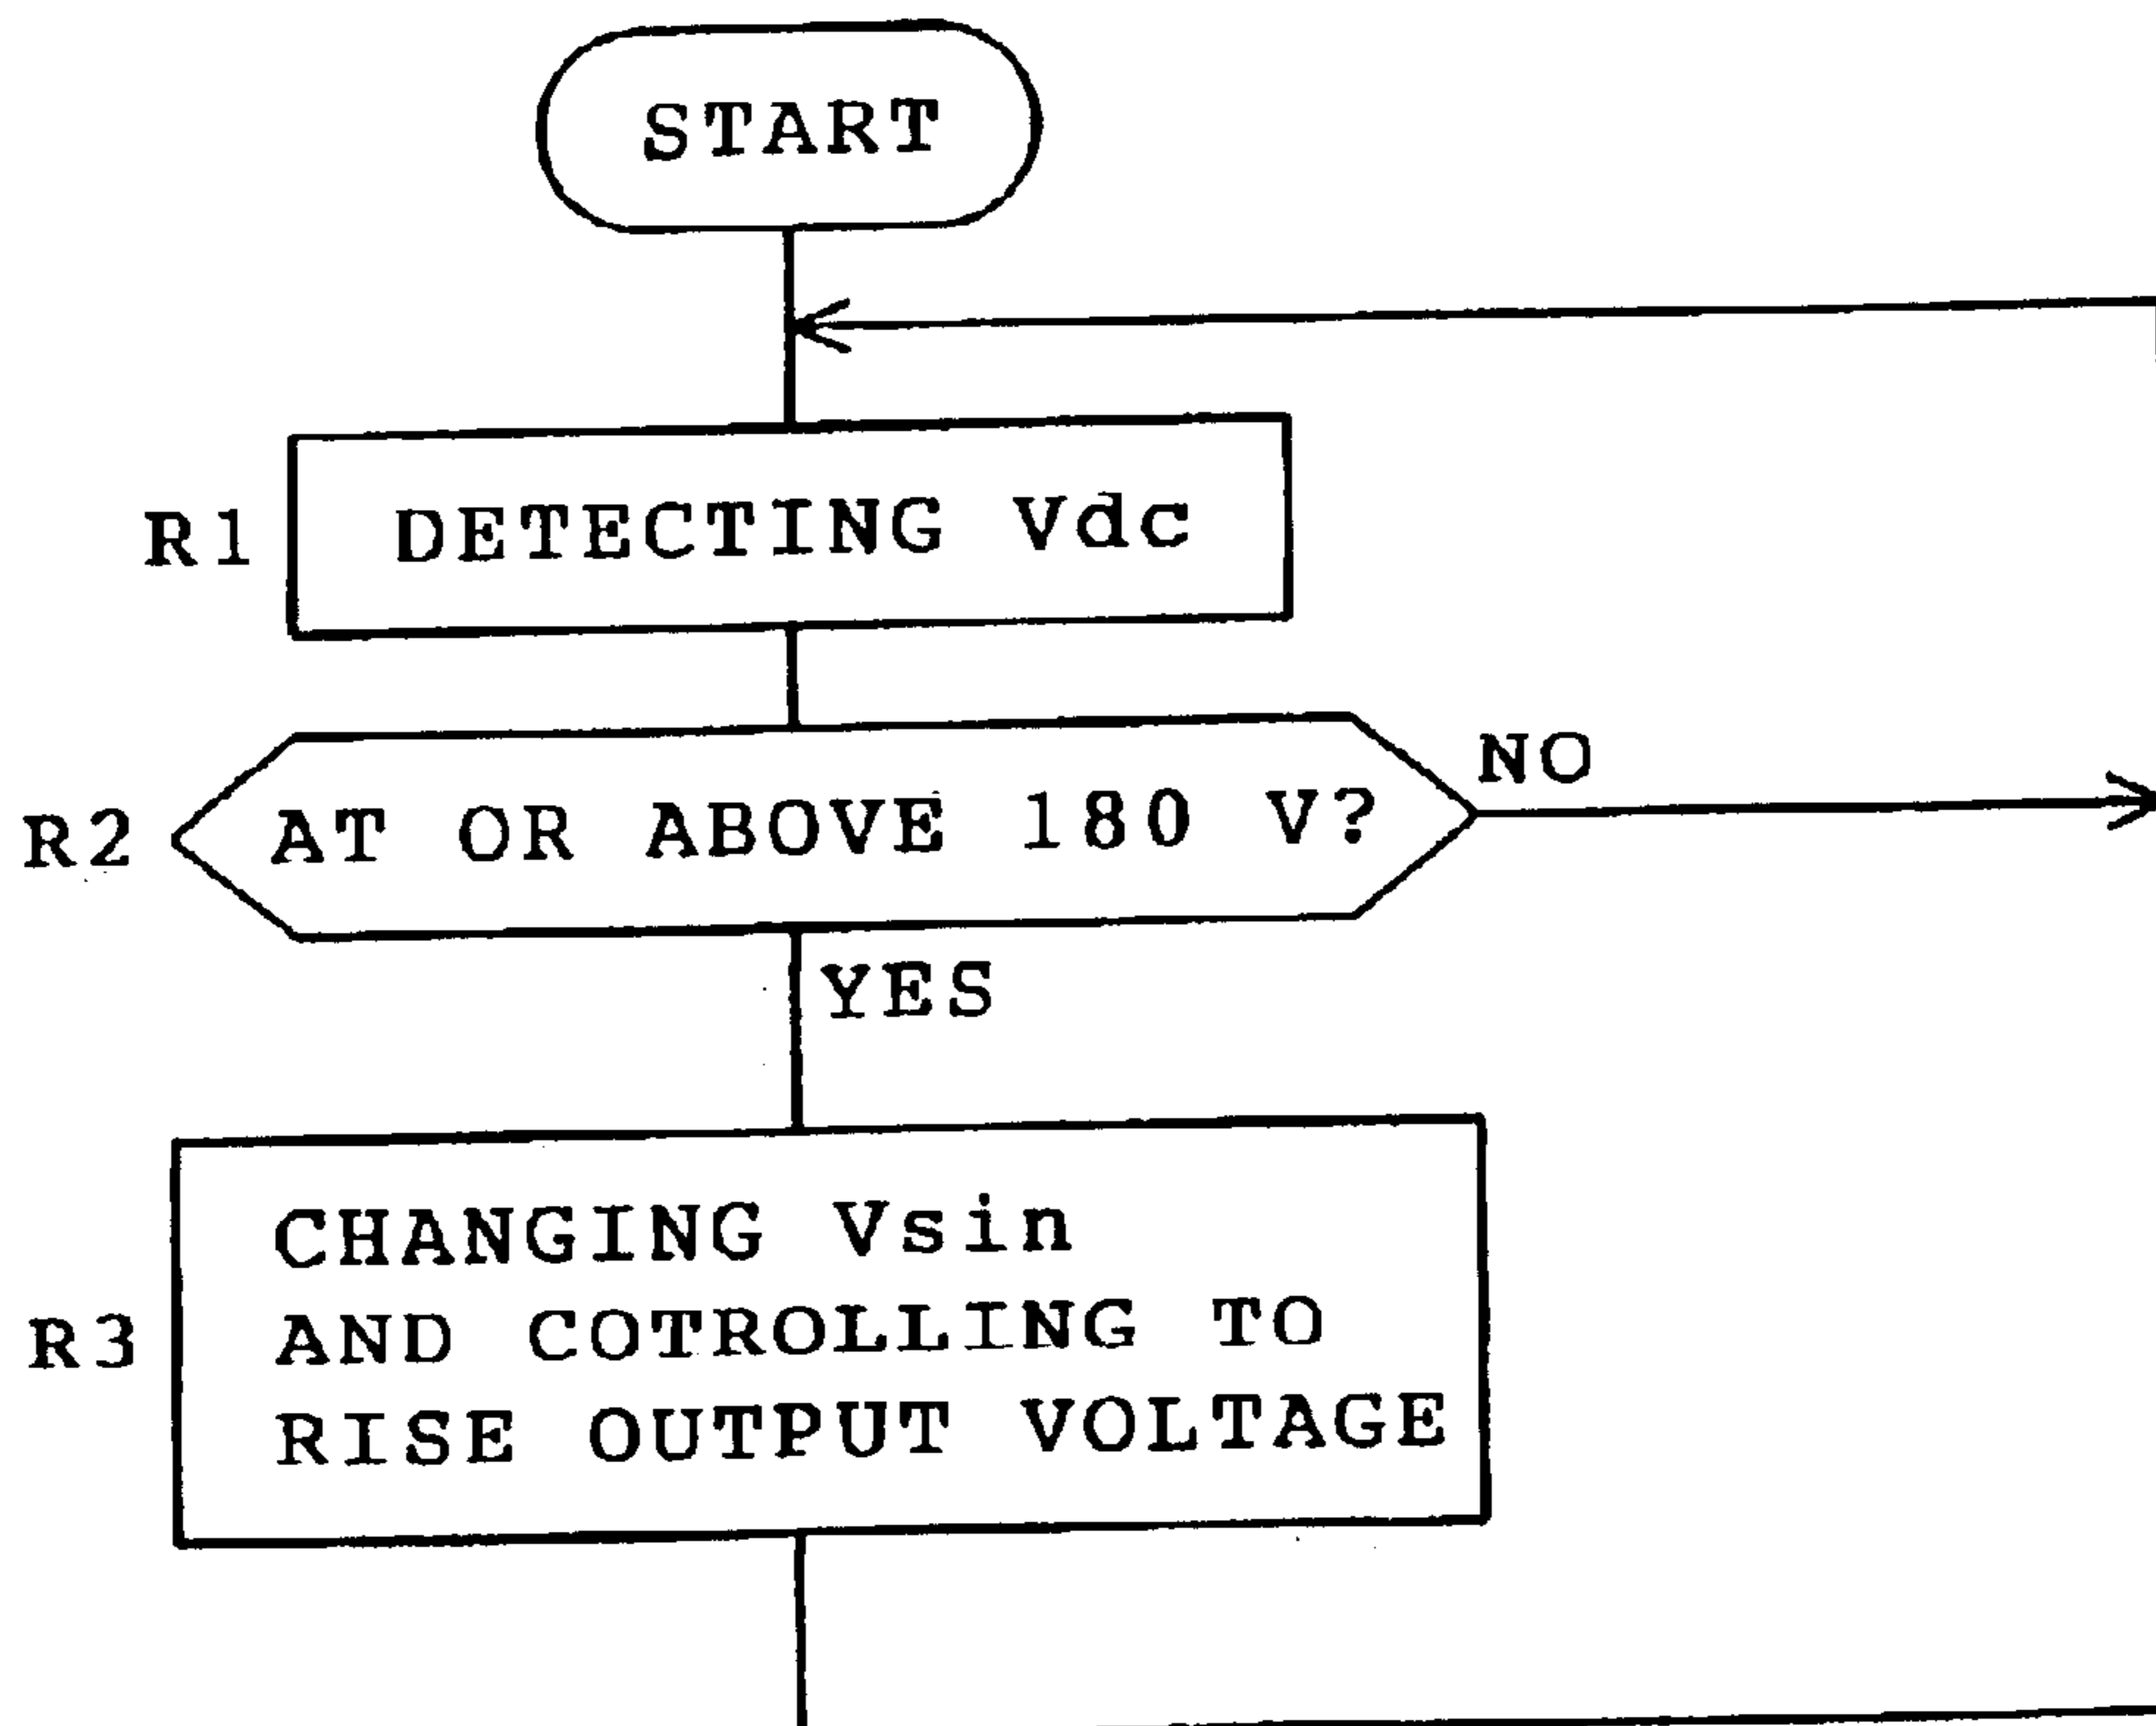 START
R1 DETECTING Vdc
NO
R2 AT OR ABOVE 180 V?
YES
CHANGING Vsin
R3 AND COTROLLING TO
RISE OUTPUT VOLTAGE